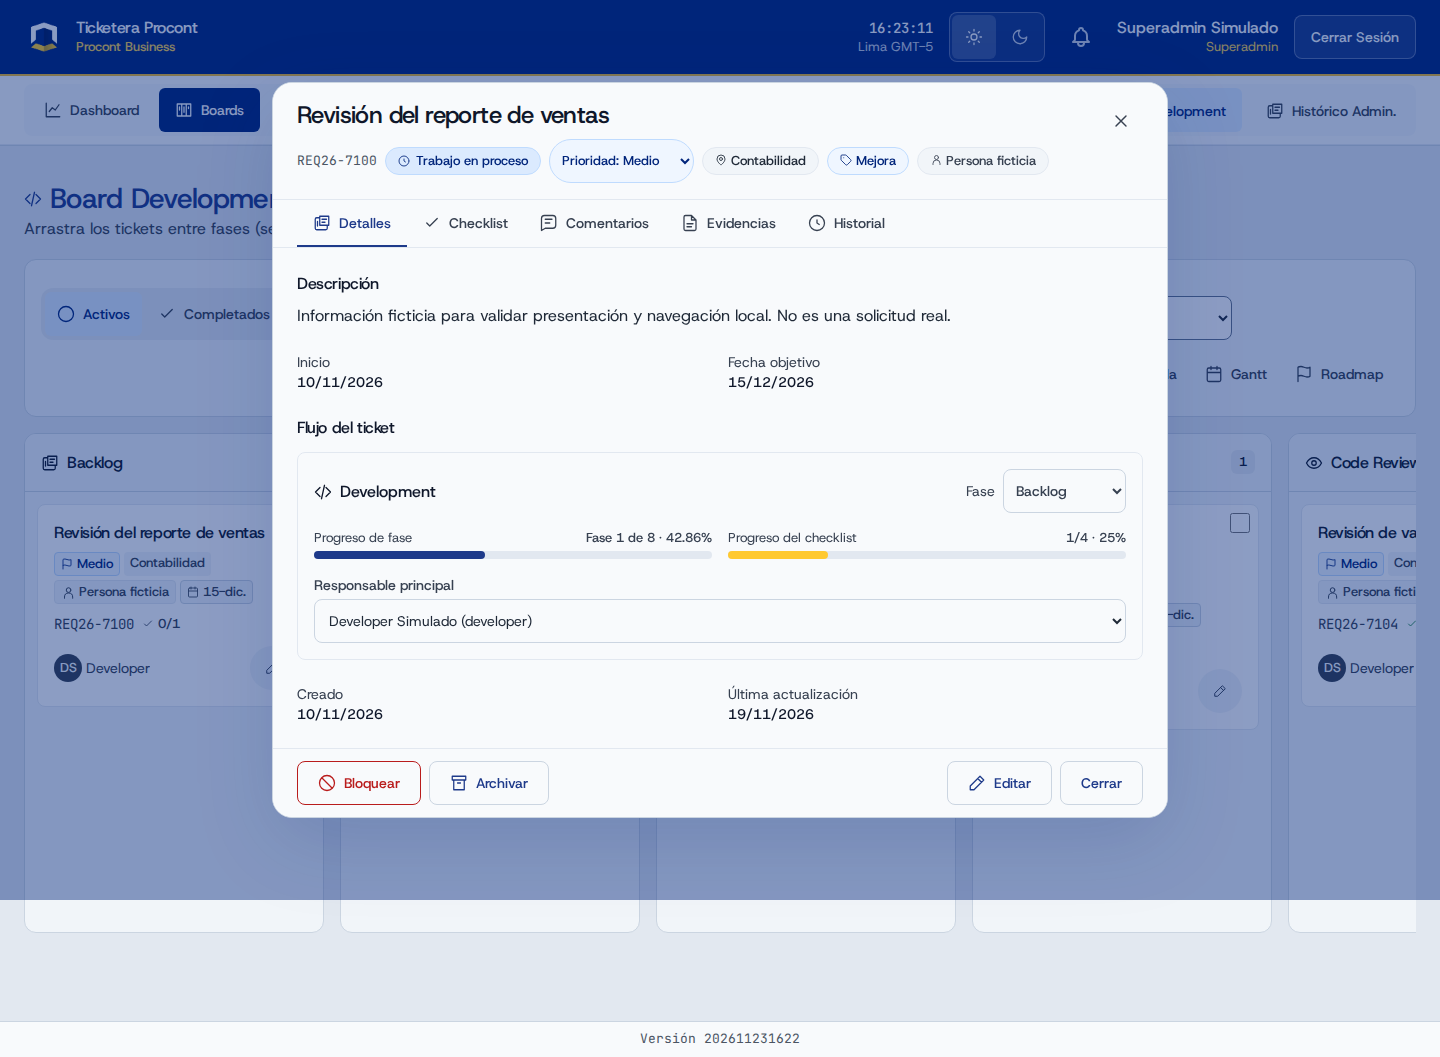 Ticketera Procont
Procont Business
16:23:11
Lima GMT-5
Superadmin Simulado
Superadmin
Cerrar Sesión
Dashboard
Boards
Histórico Admin.
Revisión del reporte de ventas
REQ26-7100 Trabajo en proceso Prioridad: Medio Contabilidad Mejora Persona ficticia
Detalles Checklist Comentarios Evidencias Historial
Board
Arrastra los tickets entre fases
Activos Completados
Gantt Roadmap
Descripción
Información ficticia para validar presentación y navegación local. No es una solicitud real.
Inicio Fecha objetivo
10/11/2026 15/12/2026
Flujo del ticket
Development Fase Backlog
Progreso de fase Fase 1 de 8 · 42.86% Progreso del checklist 1/4 · 25%
Responsable principal
Developer Simulado (developer)
Creado Última actualización
10/11/2026 19/11/2026
Bloquear Archivar Editar Cerrar
Backlog
Revisión del reporte de ventas
Medio Contabilidad
Persona ficticia 15-dic.
REQ26-7100 0/1
DS Developer
1
-dic.
Code Review
Revisión de
Medio
Persona
REQ26-7104
DS Developer
Versión 202611231622